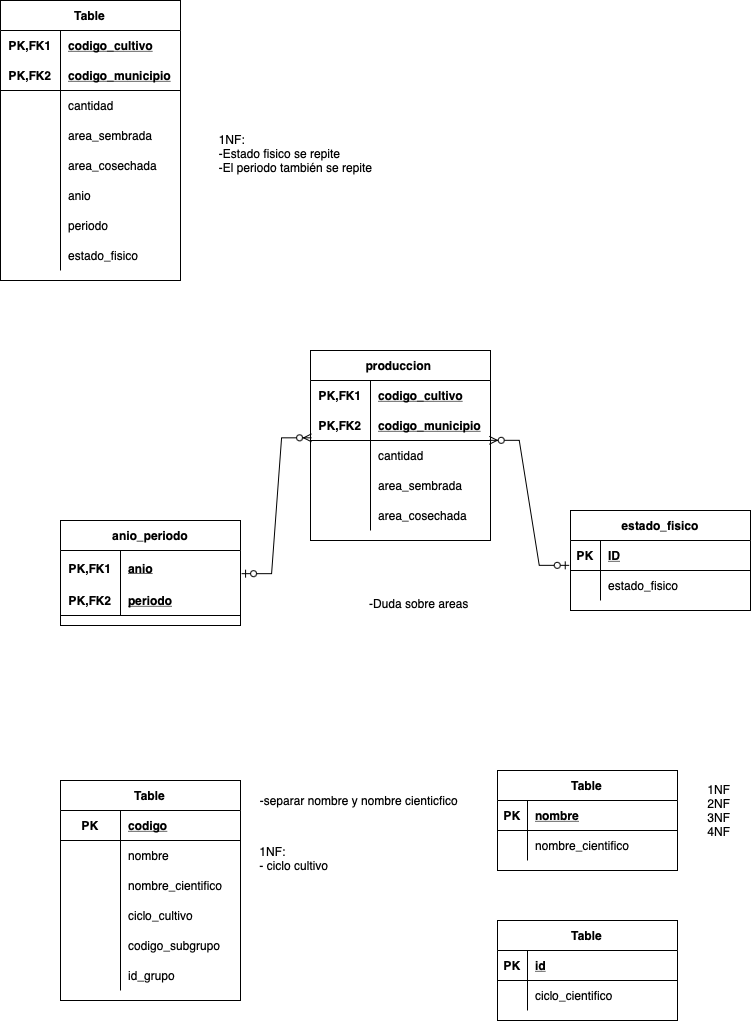 Table
PK,FK1 codigo_cultivo
PK,FK2 codigo_municipio
cantidad
area_sembrada
area_cosechada
anio
periodo
estado_fisico
1NF:
-Estado fisico se repite
-El periodo también se repite
produccion
PK,FK1 codigo_cultivo
PK,FK2 codigo_municipio
cantidad
area_sembrada
area_cosechada
anio_periodo
PK,FK1 anio
PK,FK2 periodo
estado_fisico
PK ID
estado_fisico
-Duda sobre areas
Table
PK codigo
nombre
nombre_cientifico
ciclo_cultivo
codigo_subgrupo
id_grupo
-separar nombre y nombre cienticfico
1NF:
- ciclo cultivo
Table
PK nombre
nombre_cientifico
1NF
2NF
3NF
4NF
Table
PK id
ciclo_cientifico